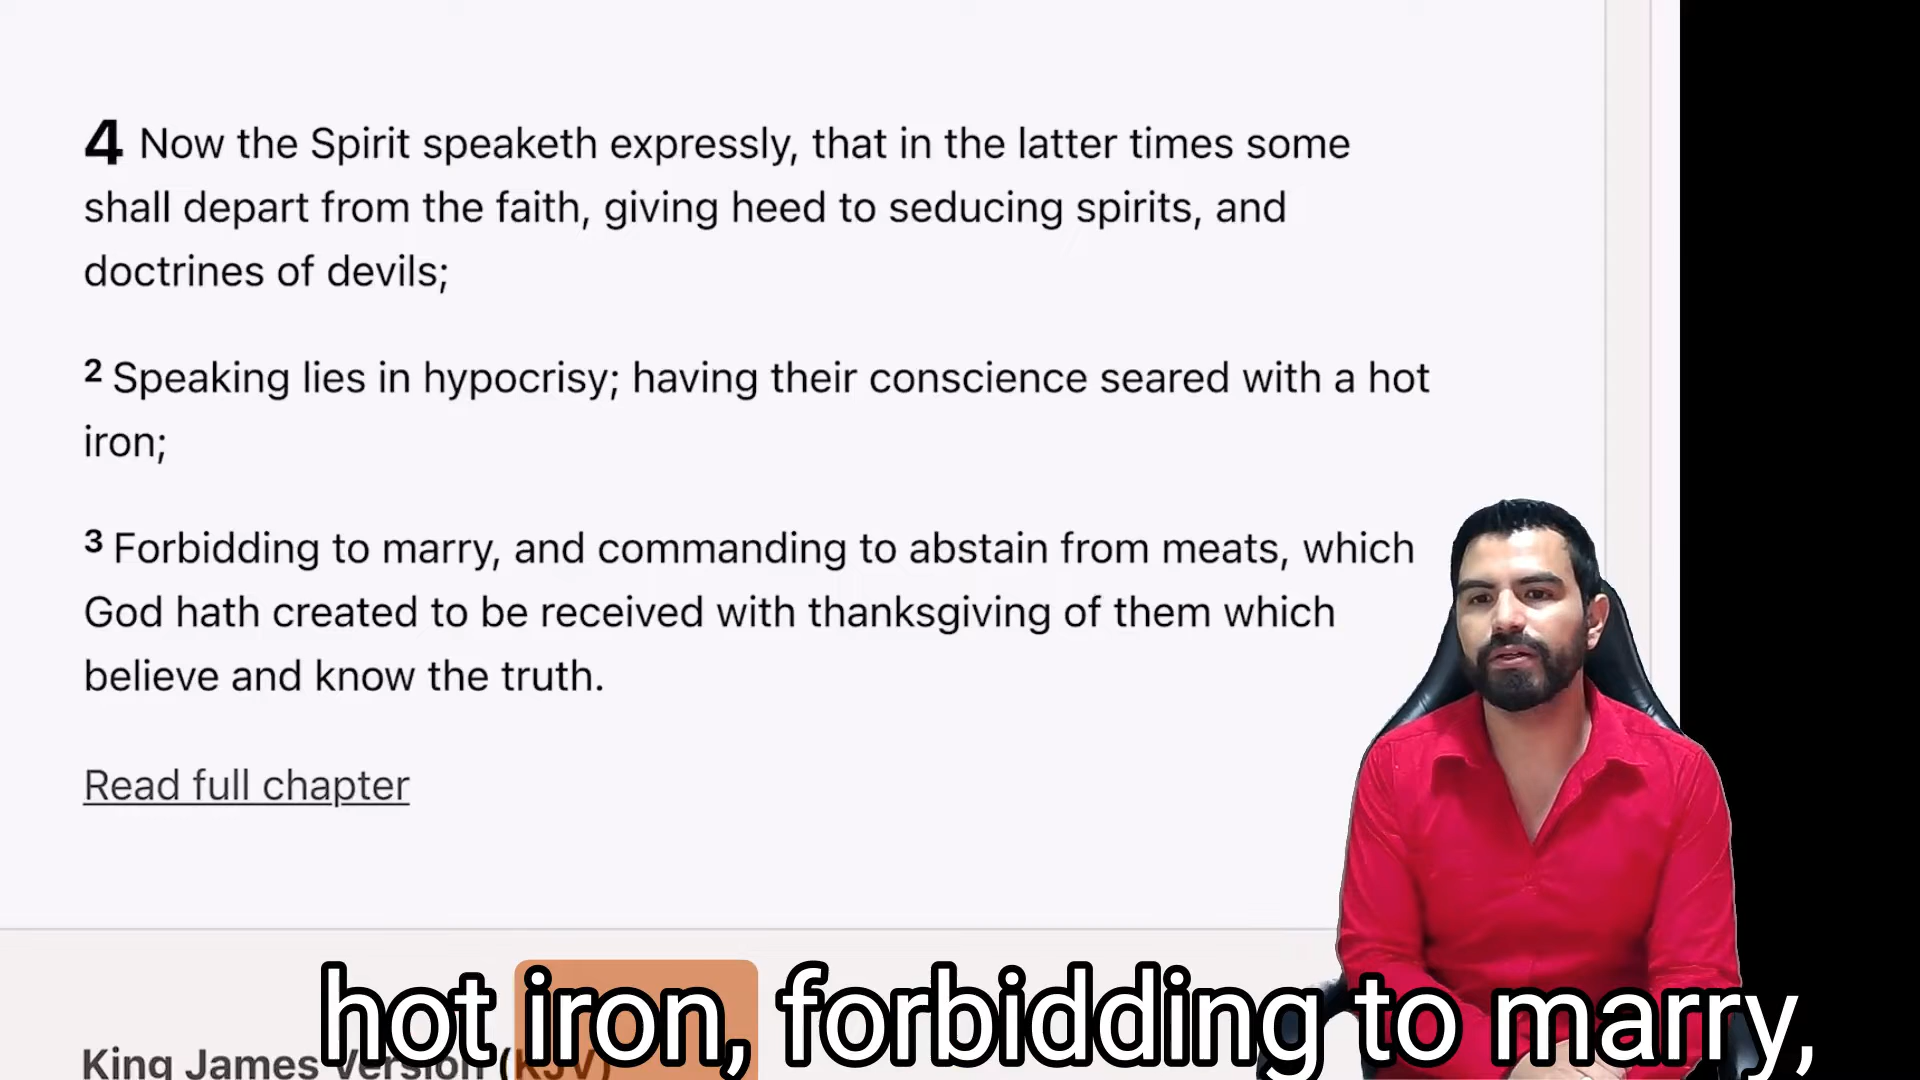 4 Now the Spirit speaketh expressly, that in the latter times some
shall depart from the faith, giving heed to seducing spirits, and
doctrines of devils;
2 Speaking lies in hypocrisy; having their conscience seared with a hot
iron;
3 Forbidding to marry, and commanding to abstain from meats, which
God hath created to be received with thanksgiving of them which
believe and know the truth.
Read full chapter
hot iron, forbidding to marry,
King James Version (KJV)